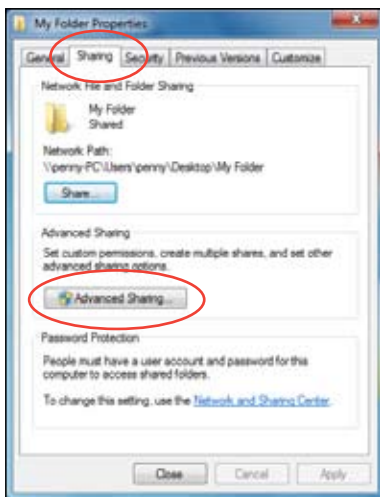 My Folder Properties
General Sharing Security Previous Versions Customize
Network File and Folder Sharing
My Folder
Shared
Network Path:
\\penny-PC\Users\penny\Desktop\My Folder
Share...
Advanced Sharing
Set custom permissions, create multiple shares, and set other
advanced sharing options.
Advanced Sharing...
Password Protection
People must have a user account and password for this
computer to access shared folders.
To change this setting, use the Network and Sharing Center.
Close Cancel Apply